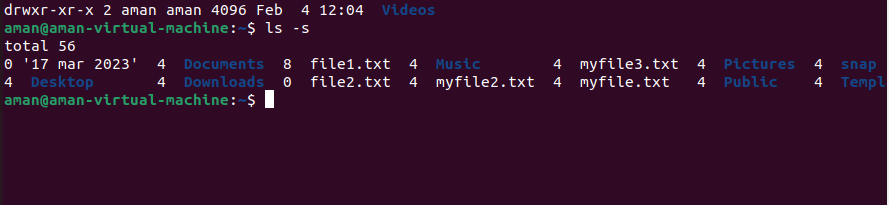 drwxr-xr-x 2 aman aman 4096 Feb  4 12:04  Videos
aman@aman-virtual-machine:~$ ls -s
total 56
0 '17 mar 2023'  4  Documents  8  file1.txt  4  Music        4  myfile3.txt  4  Pictures  4  snap
4  Desktop       4  Downloads  0  file2.txt  4  myfile2.txt  4  myfile.txt   4  Public    4  Templ
aman@aman-virtual-machine:~$